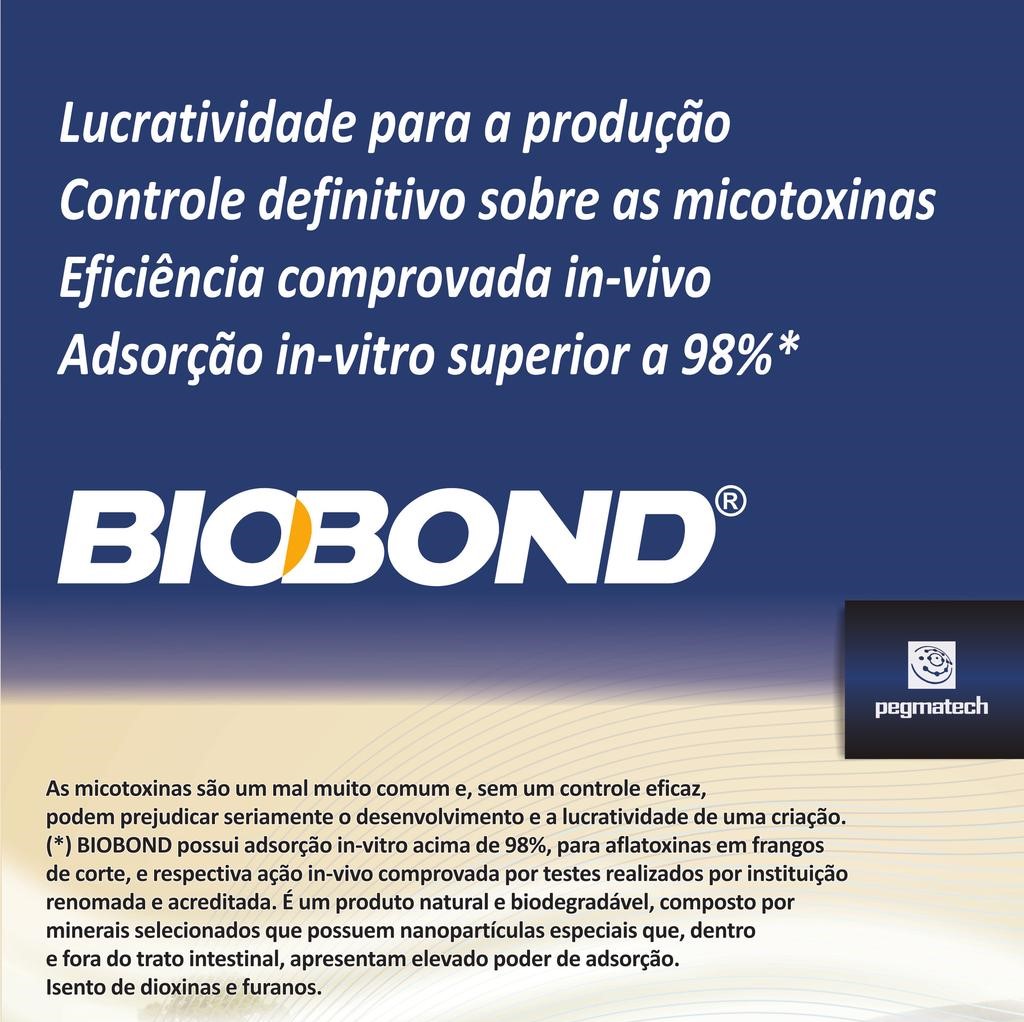 Lucratividade para a produção
Controle definitivo sobre as micotoxinas
Eficiência comprovada in-vivo
Adsorção in-vitro superior a 98%*
BIOBOND®
pegmatech
As micotoxinas são um mal muito comum e, sem um controle eficaz,
podem prejudicar seriamente o desenvolvimento e a lucratividade de uma criação.
(*) BIOBOND possui adsorção in-vitro acima de 98%, para aflatoxinas em frangos
de corte, e respectiva ação in-vivo comprovada por testes realizados por instituição
renomada e acreditada. É um produto natural e biodegradável, composto por
minerais selecionados que possuem nanopartículas especiais que, dentro
e fora do trato intestinal, apresentam elevado poder de adsorção.
Isento de dioxinas e furanos.